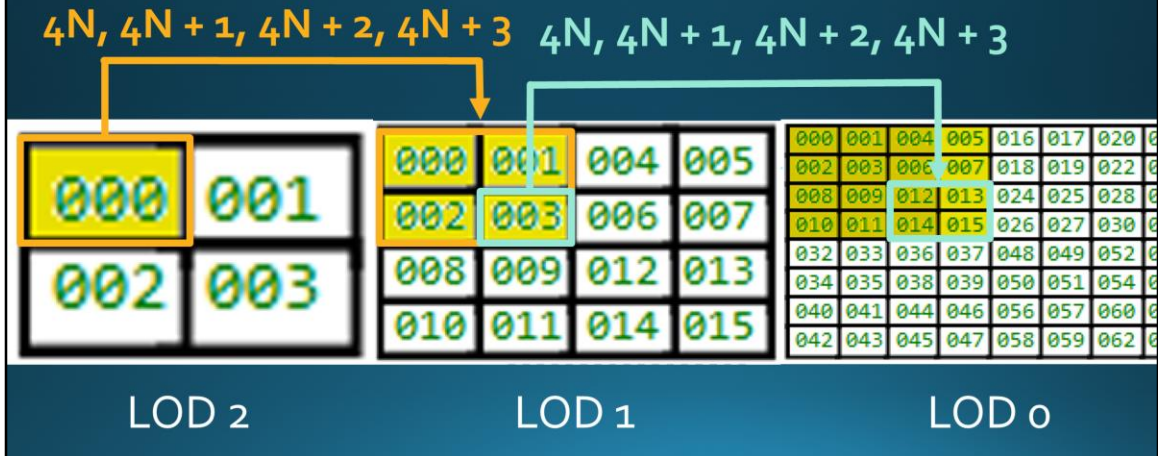 4N, 4N + 1, 4N + 2, 4N + 3
4N, 4N + 1, 4N + 2, 4N + 3
000 001
002 003
000 001 004 005
002 003 006 007
008 009 012 013
010 011 014 015
000 001 004 005 016 017 020
002 003 006 007 018 019 022
008 009 012 013 024 025 028
010 011 014 015 026 027 030
032 033 036 037 048 049 052
034 035 038 039 050 051 054
040 041 044 046 056 057 060
042 043 045 047 058 059 062
LOD 2
LOD 1
LOD 0